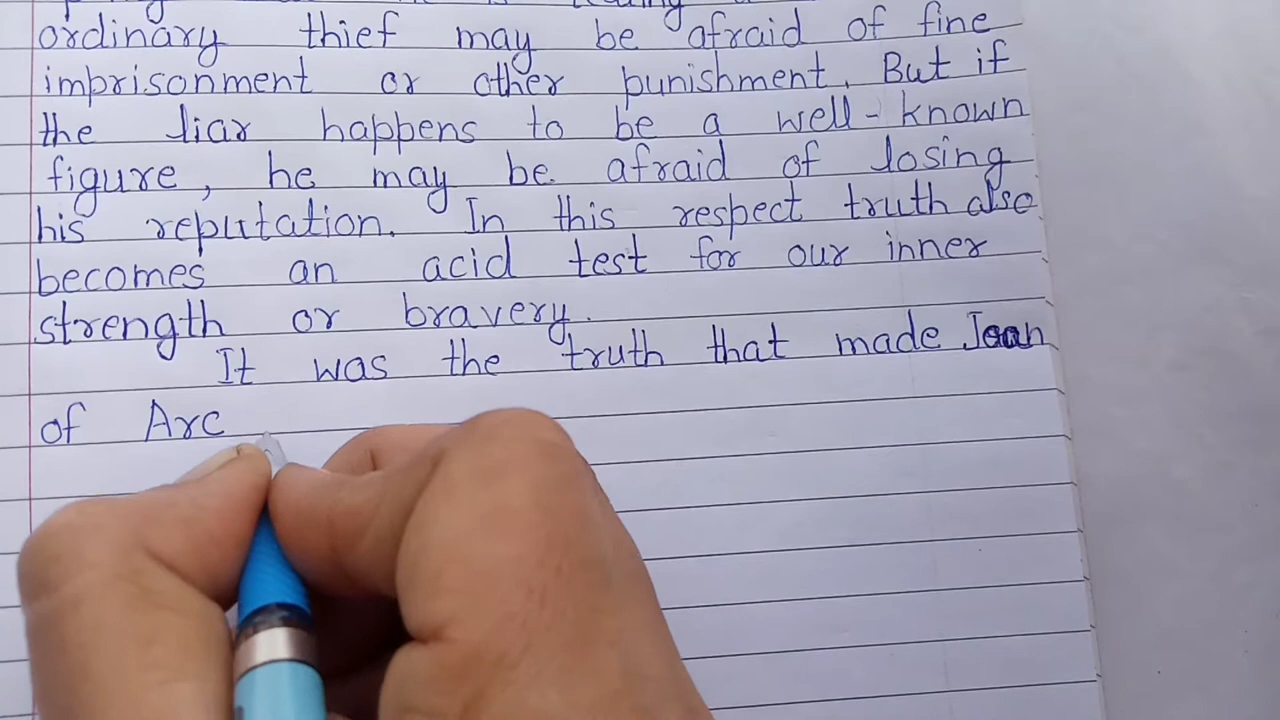 ordinary thief may be afraid of fine
imprisonment or other punishment. But if
the liar happens to be a well-known
figure, he may be afraid of losing
his reputation. In this respect truth also
becomes an acid test for our inner
strength or bravery.
It was the truth that made Joan
of Arc